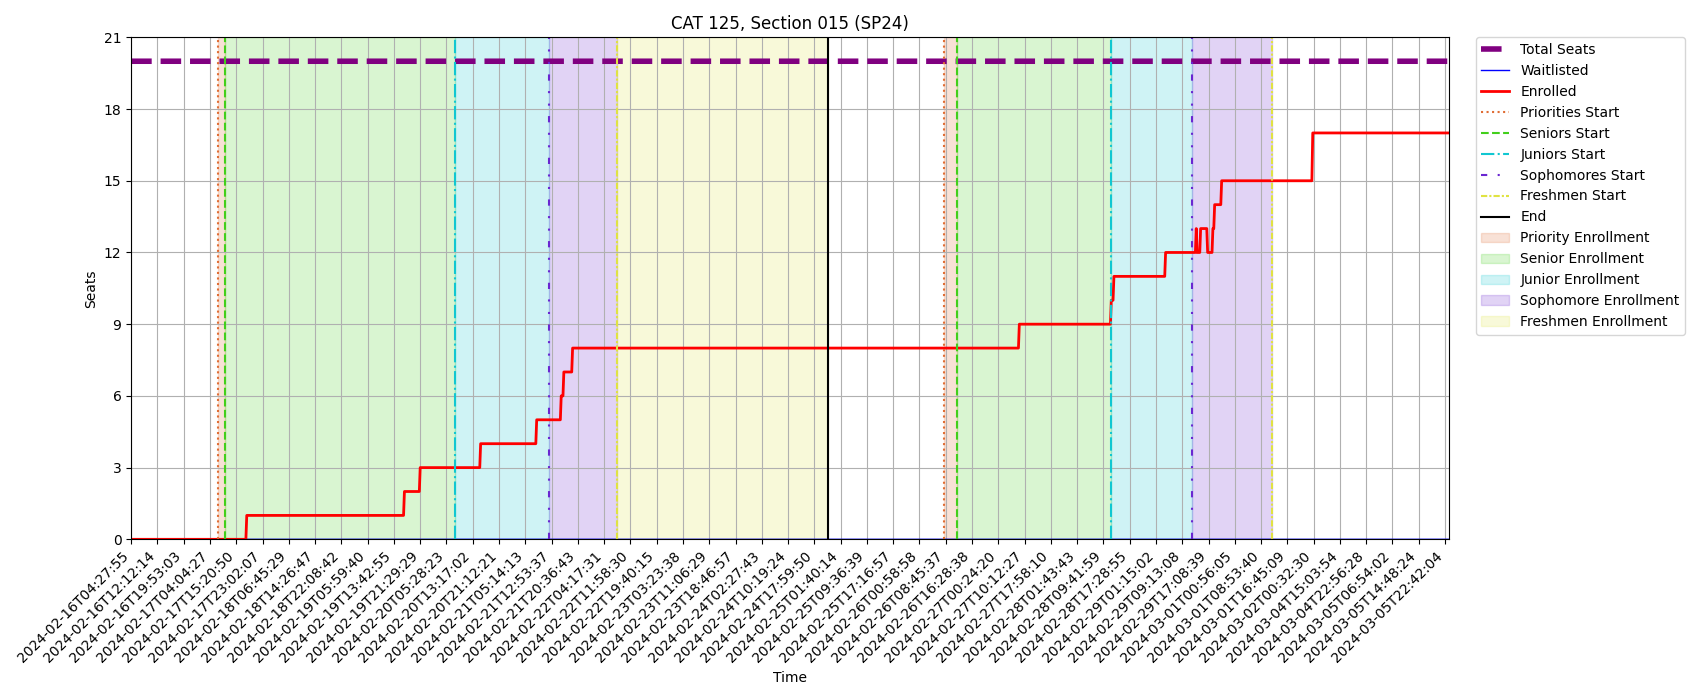 CAT 125, Section 015 (SP24)
21
18
15
12
9
6
3
0
Seats
2024-02-16T04:27:55
2024-02-16T12:12:14
2024-02-16T19:53:03
2024-02-17T04:04:27
2024-02-17T15:20:50
2024-02-17T23:02:07
2024-02-18T06:45:29
2024-02-18T14:26:47
2024-02-18T22:08:42
2024-02-19T05:59:40
2024-02-19T13:42:55
2024-02-19T21:29:29
2024-02-20T05:28:23
2024-02-20T13:17:02
2024-02-20T21:12:21
2024-02-21T05:14:13
2024-02-21T12:53:37
2024-02-21T20:36:43
2024-02-22T04:17:31
2024-02-22T11:58:30
2024-02-22T19:40:15
2024-02-23T03:23:38
2024-02-23T11:06:29
2024-02-23T18:46:57
2024-02-24T02:27:43
2024-02-24T10:19:24
2024-02-24T17:59:50
2024-02-25T01:40:14
2024-02-25T09:36:39
2024-02-25T17:16:57
2024-02-26T00:58:58
2024-02-26T08:45:37
2024-02-26T16:28:38
2024-02-27T00:24:20
2024-02-27T10:12:27
2024-02-27T17:58:10
2024-02-28T01:43:43
2024-02-28T09:41:59
2024-02-28T17:28:55
2024-02-29T01:15:02
2024-02-29T09:13:08
2024-02-29T17:08:39
2024-03-01T00:56:05
2024-03-01T08:53:40
2024-03-01T16:45:09
2024-03-02T00:32:30
2024-03-04T15:03:54
2024-03-04T22:56:28
2024-03-05T06:54:02
2024-03-05T14:48:24
2024-03-05T22:42:04
Time
Total Seats
Waitlisted
Enrolled
Priorities Start
Seniors Start
Juniors Start
Sophomores Start
Freshmen Start
End
Priority Enrollment
Senior Enrollment
Junior Enrollment
Sophomore Enrollment
Freshmen Enrollment